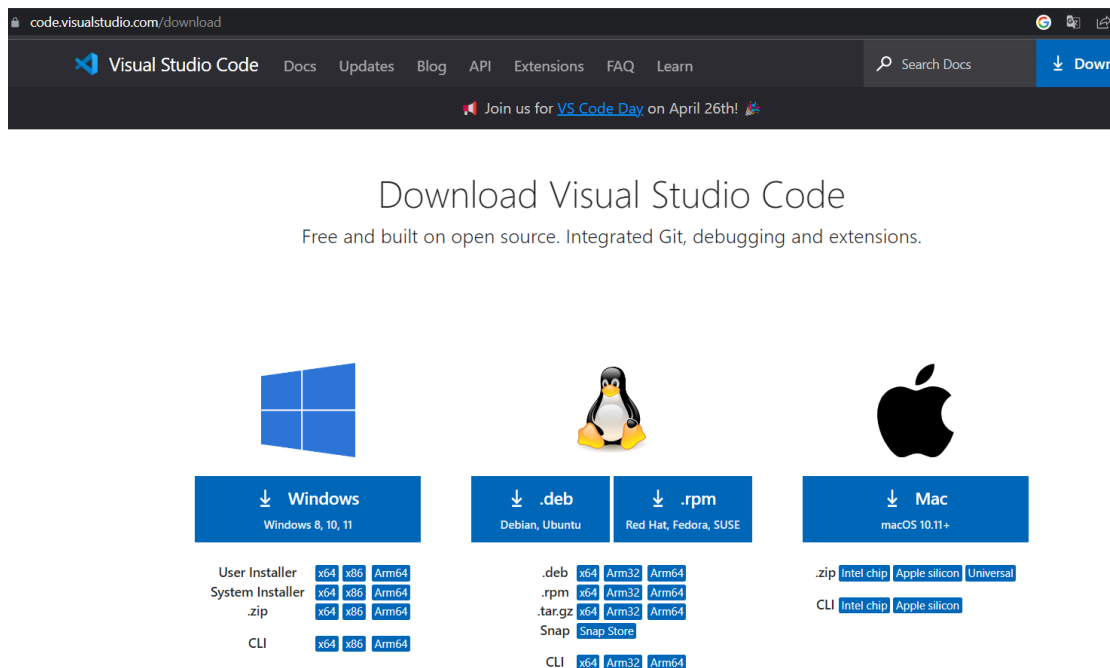 code.visualstudio.com/download
Visual Studio Code Docs Updates Blog API Extensions FAQ Learn Search Docs
Join us for VS Code Day on April 26th!
Download Visual Studio Code
Free and built on open source. Integrated Git, debugging and extensions.
Windows
Windows 8, 10, 11
User Installer x64 x86 Arm64
System Installer x64 x86 Arm64
.zip x64 x86 Arm64
CLI x64 x86 Arm64
.deb
Debian, Ubuntu
.rpm
Red Hat, Fedora, SUSE
.deb x64 Arm32 Arm64
.rpm x64 Arm32 Arm64
.tar.gz x64 Arm32 Arm64
Snap Snap Store
CLI x64 Arm32 Arm64
Mac
macOS 10.11+
.zip Intel chip Apple silicon Universal
CLI Intel chip Apple silicon